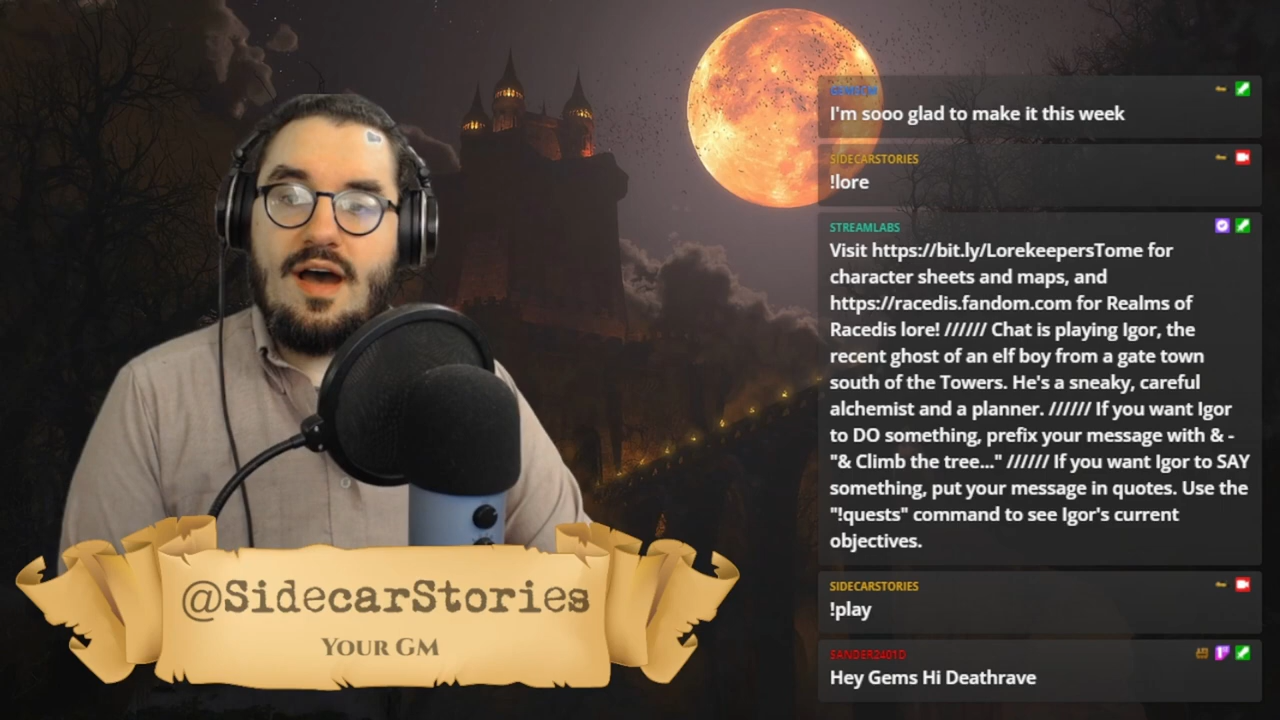 @SidecarStories
YOUR GM
I'm sooo glad to make it this week
SIDECARSTORIES
!lore
STREAMLABS
Visit https://bit.ly/LorekeepersTome for
character sheets and maps, and
https://racedis.fandom.com for Realms of
Racedis lore! ////// Chat is playing Igor, the
recent ghost of an elf boy from a gate town
south of the Towers. He's a sneaky, careful
alchemist and a planner. ////// If you want Igor
to DO something, prefix your message with & -
"& Climb the tree..." ////// If you want Igor to SAY
something, put your message in quotes. Use the
"!quests" command to see Igor's current
objectives.
SIDECARSTORIES
!play
SANDER2401D
Hey Gems Hi Deathrave